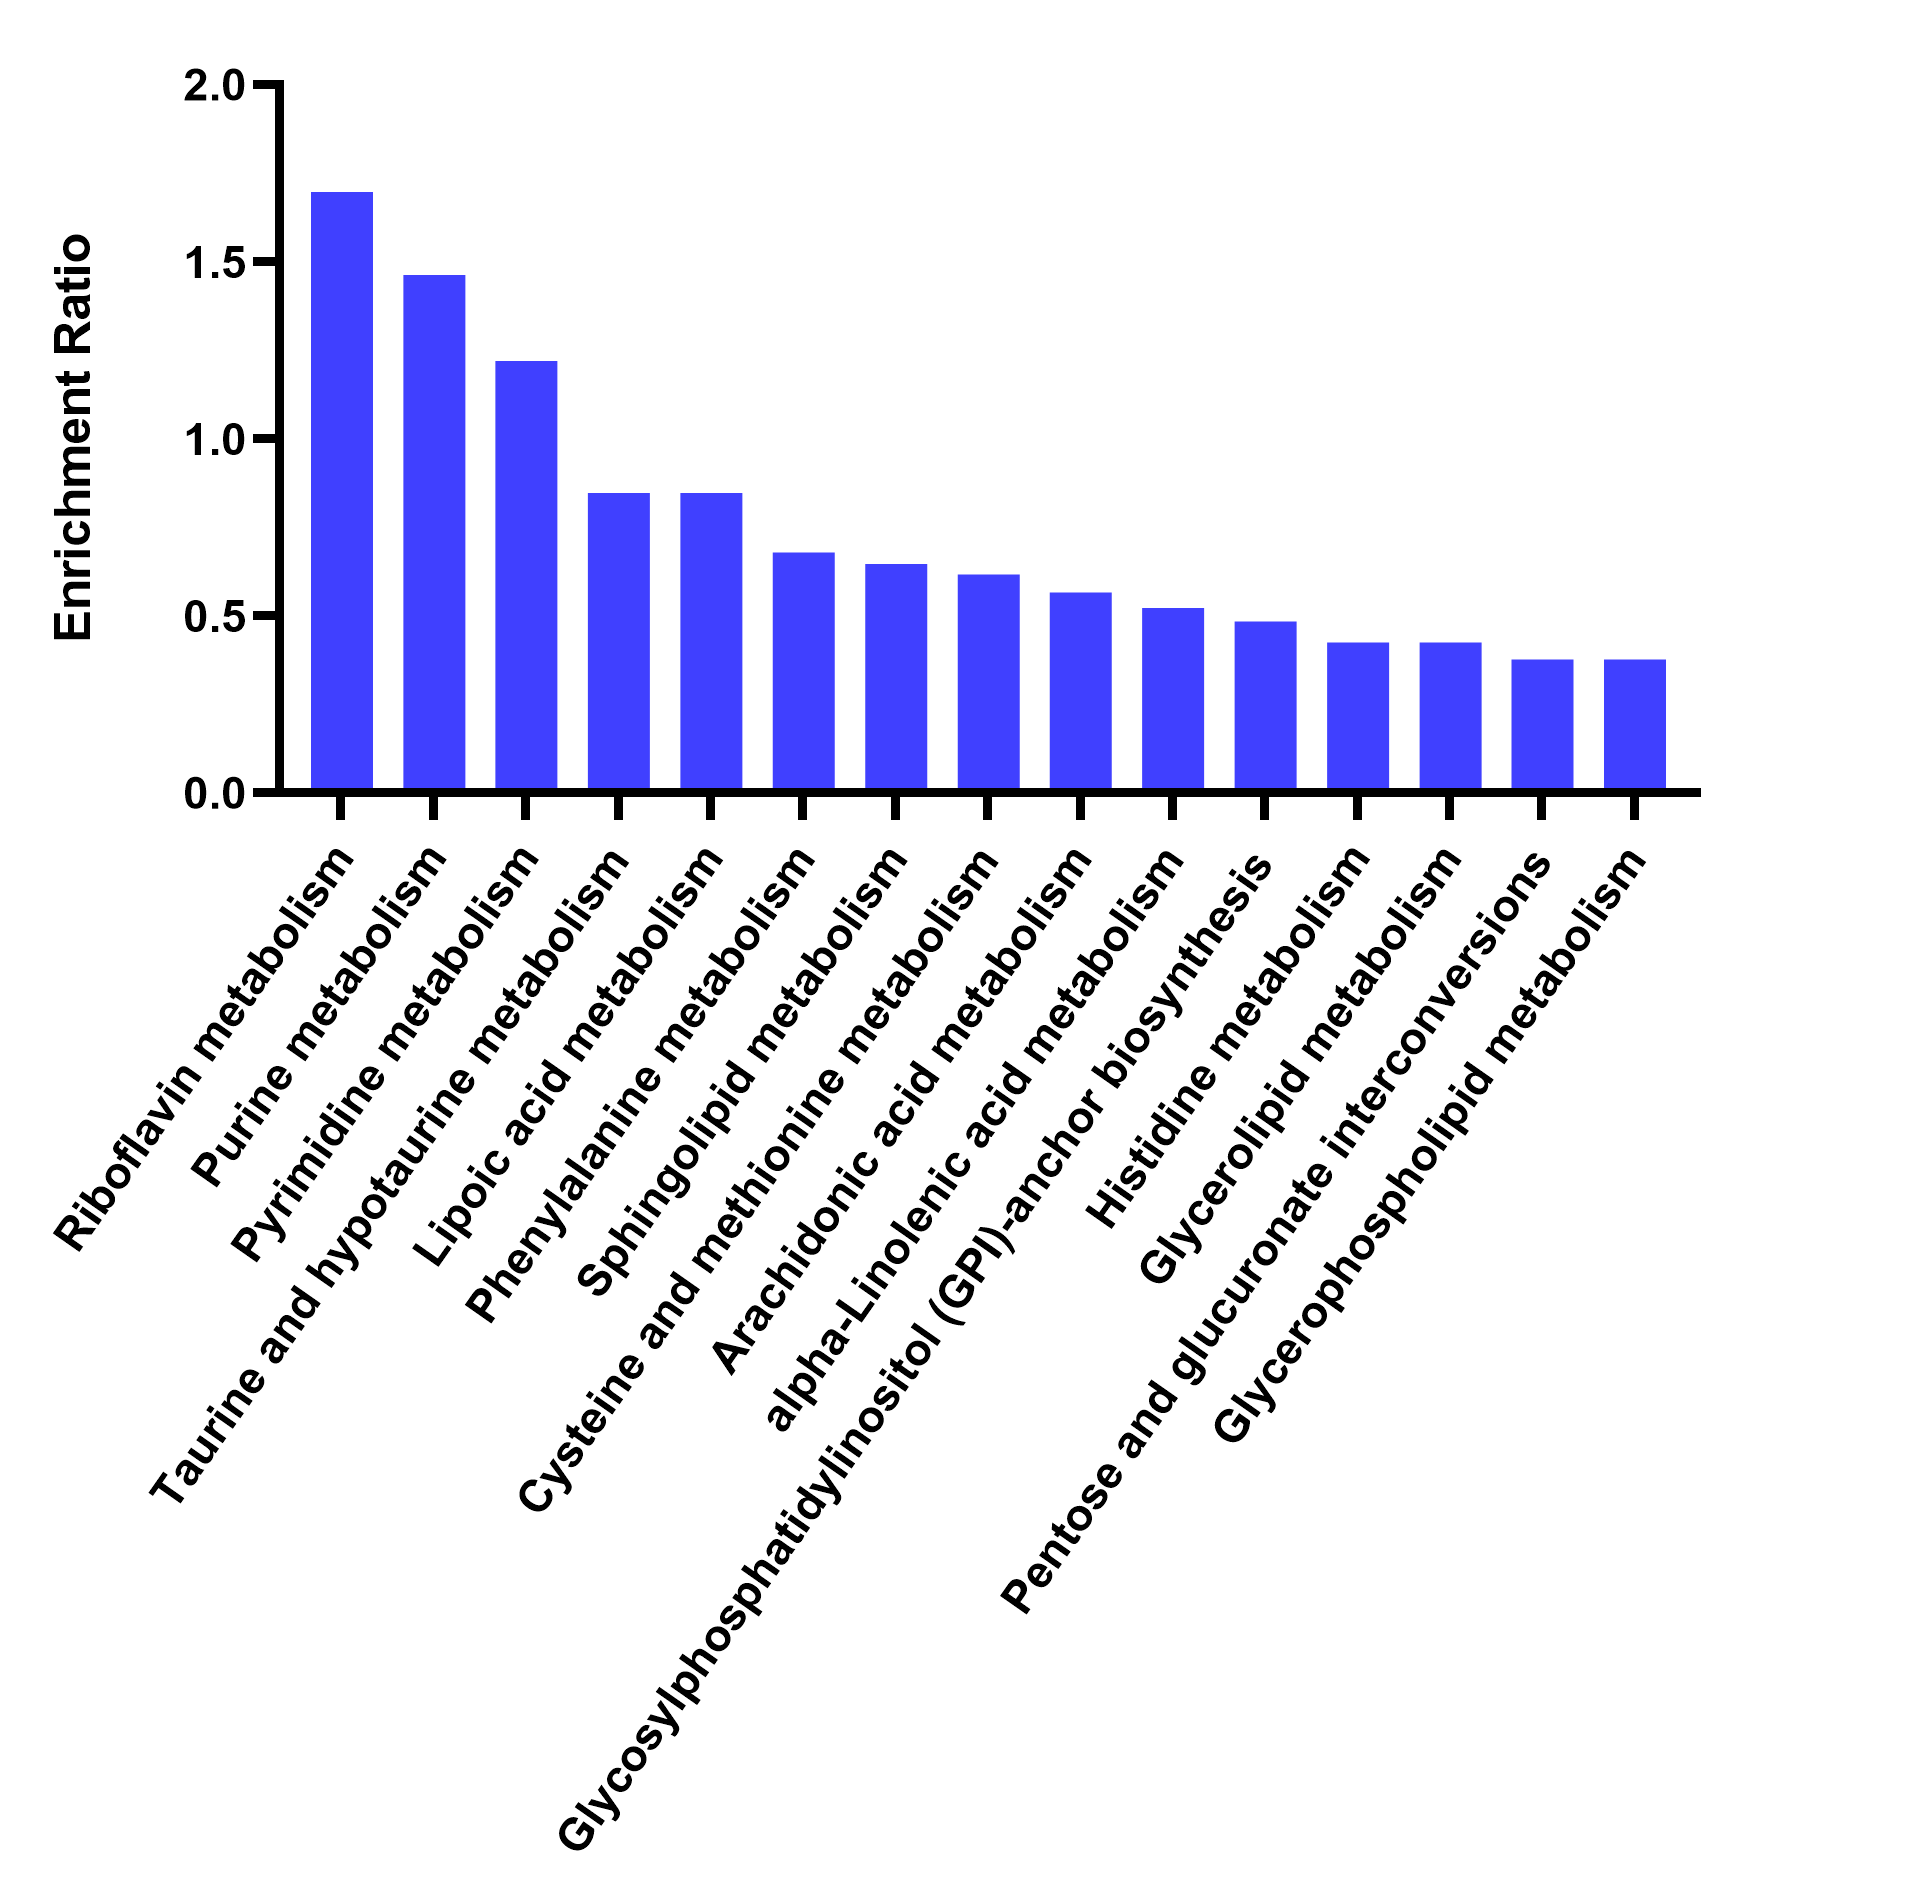 Enrichment Ratio
2.0
1.5
1.0
0.5
0.0
Riboflavin metabolism
Purine metabolism
Pyrimidine metabolism
Taurine and hypotaurine metabolism
Lipoic acid metabolism
Phenylalanine metabolism
Sphingolipid metabolism
Cysteine and methionine metabolism
Arachidonic acid metabolism
alpha-Linolenic acid metabolism
Glycosylphosphatidylinositol (GPI)-anchor biosynthesis
Histidine metabolism
Glycerolipid metabolism
Pentose and glucuronate interconversions
Glycerophospholipid metabolism